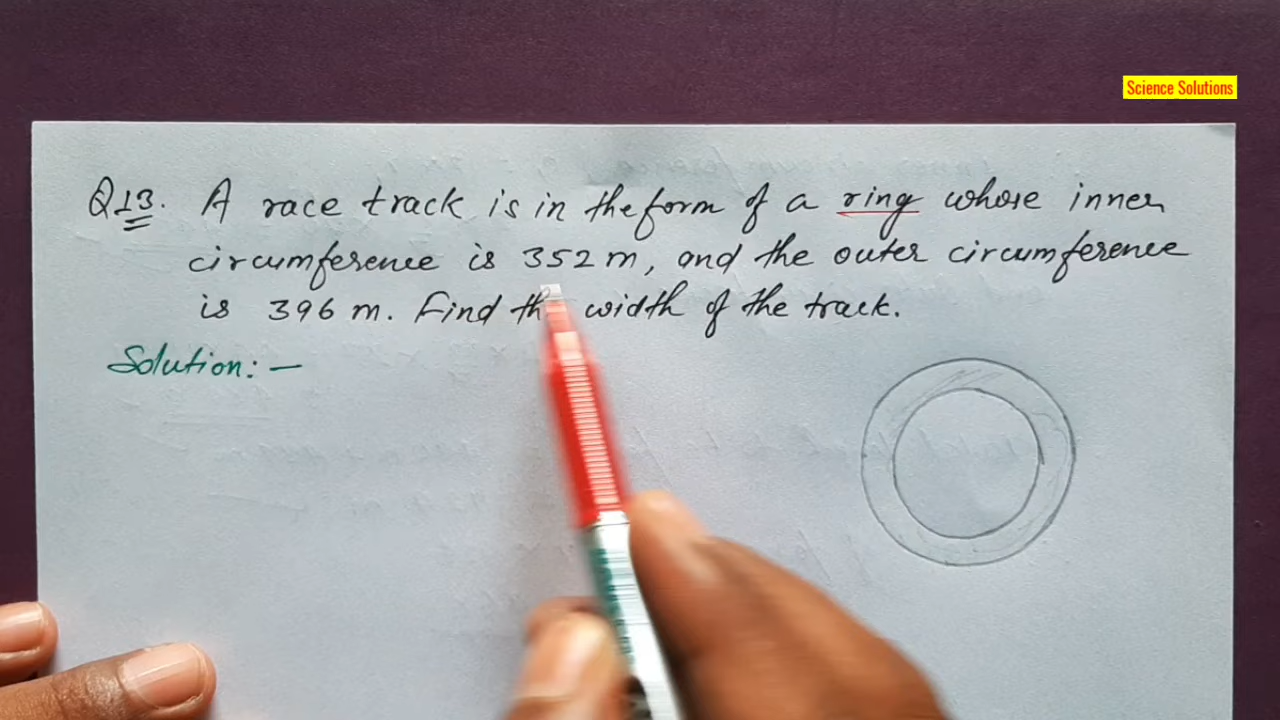 Science Solutions
Q13. A race track is in the form of a ring whose inner
circumference is 352 m, and the outer circumference
is 396 m. Find th width of the track.
Solution:-